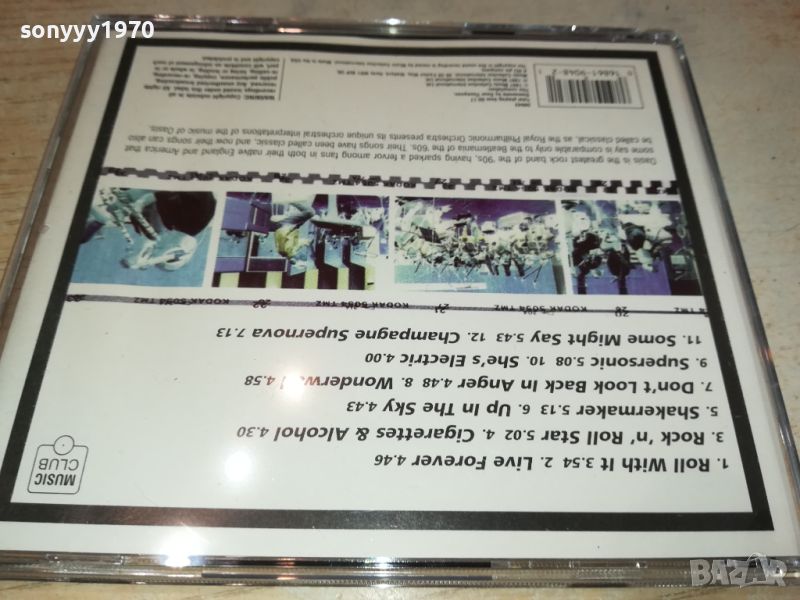 sonyyy1970
1. Roll With It 3.54 2. Live Forever 4.46
3. Rock 'n' Roll Star 5.02 4. Cigarettes & Alcohol 4.30
5. Shakermaker 5.13 6. Up In The Sky 4.43
7. Don't Look Back In Anger 4.48 8. Wonderwall 4.58
9. Supersonic 5.08 10. She's Electric 4.00
11. Some Might Say 5.43 12. Champagne Supernova 7.13
MUSIC
CLUB
KODAK 5054 TMZ
KODAK 5054 TMZ
KODAK 5054 TMZ
Oasis is the greatest rock band of the '90s, having sparked a fervor among fans in both their native England and America that
some say is comparable only to the Beatlemania of the '60s. Their songs have been called classic, and now their songs can also
be called classical, as the Royal Philharmonic Orchestra presents its unique orchestral interpretations of the music of Oasis.
BAZAR